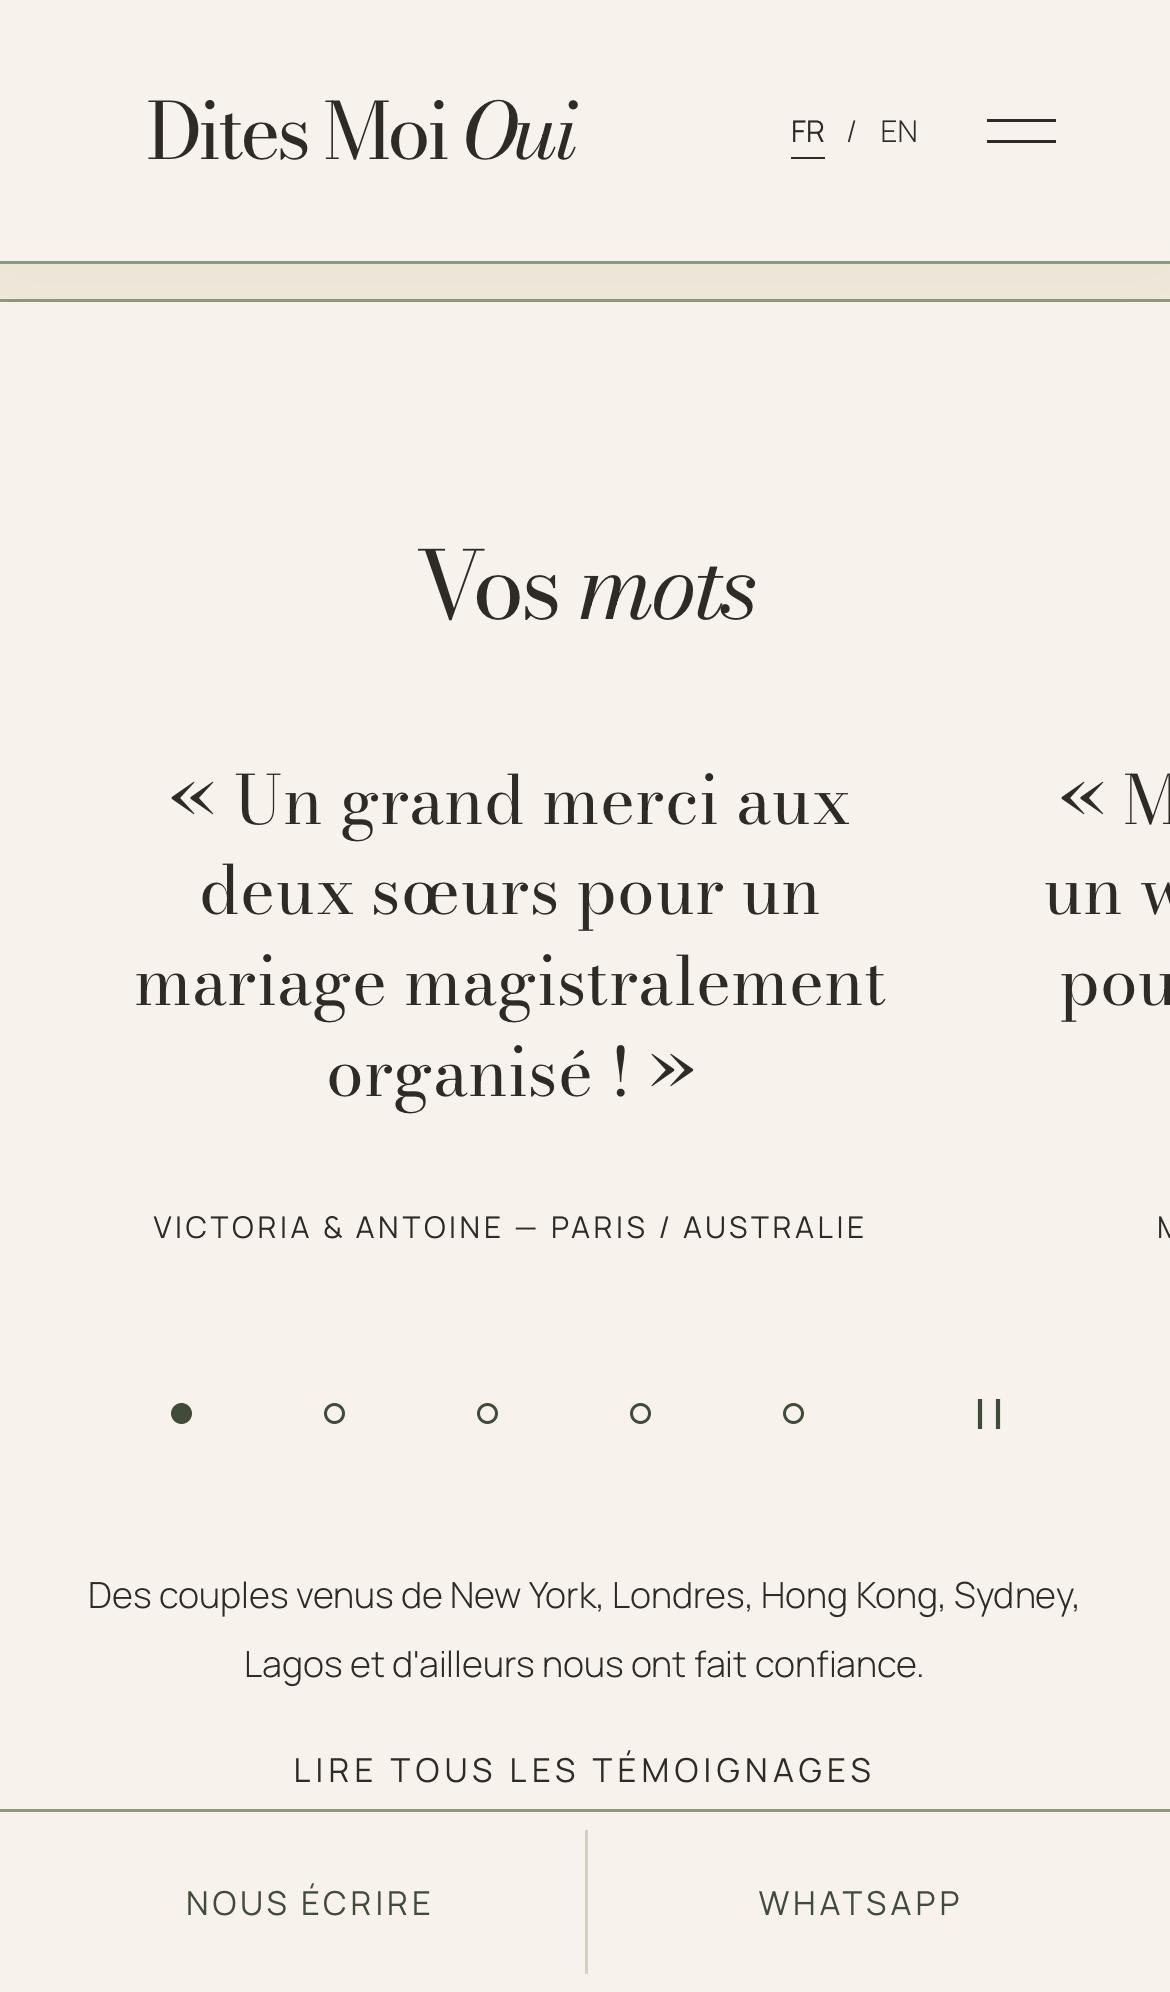 Dites Moi Oui
FR / EN
Vos mots
« Un grand merci aux
deux sœurs pour un
mariage magistralement
organisé ! »
VICTORIA & ANTOINE — PARIS / AUSTRALIE
« M
un
pou
M
Des couples venus de New York, Londres, Hong Kong, Sydney,
Lagos et d'ailleurs nous ont fait confiance.
LIRE TOUS LES TÉMOIGNAGES
NOUS ÉCRIRE
WHATSAPP